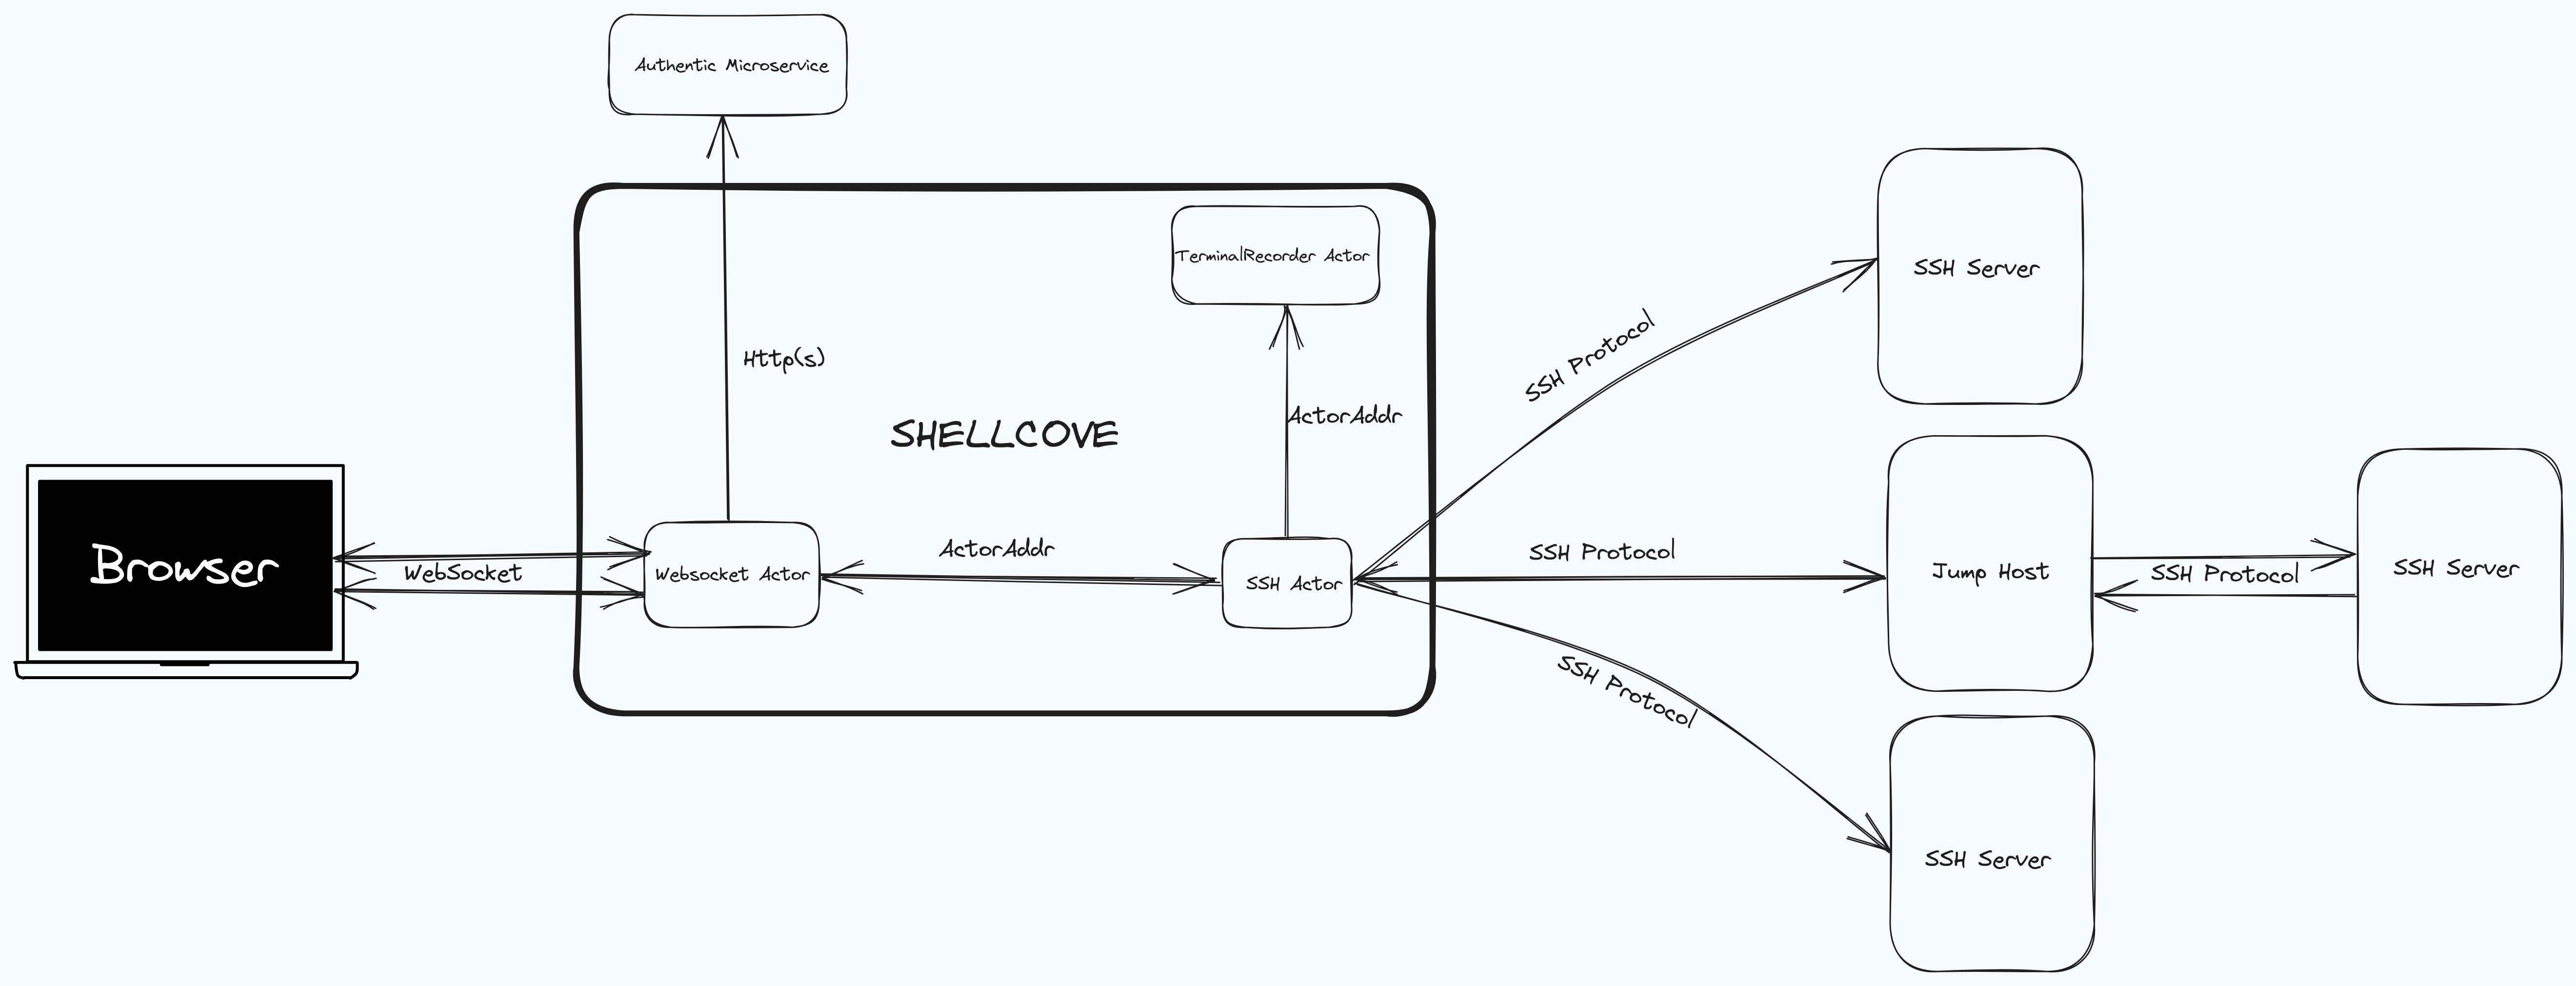 Authentic Microservice
TerminalRecorder Actor
SSH Server
SSH Protocol
Http(s)
ActorAddr
SHELLCOVE
Browser
WebSocket
Websocket Actor
ActorAddr
SSH Actor
SSH Protocol
Jump Host
SSH Protocol
SSH Server
SSH Protocol
SSH Server